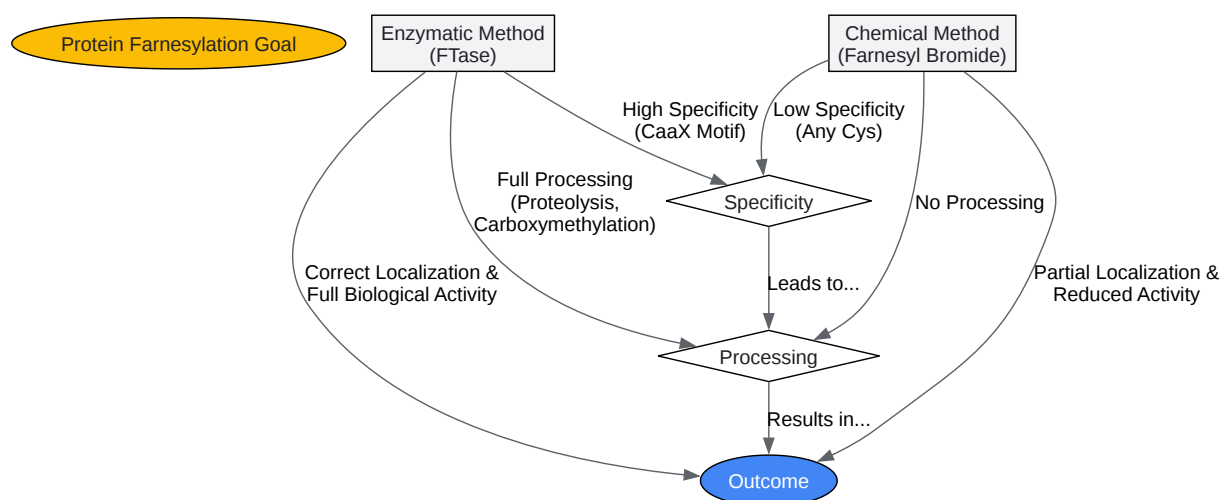 Protein Farnesylation Goal
Enzymatic Method
(FTase)
Chemical Method
(Farnesyl Bromide)
High Specificity
(CaaX Motif)
Low Specificity
(Any Cys)
Full Processing
(Proteolysis,
Carboxymethylation)
Specificity
No Processing
Correct Localization &
Full Biological Activity
Leads to...
Partial Localization &
Reduced Activity
Processing
Results in...
Outcome